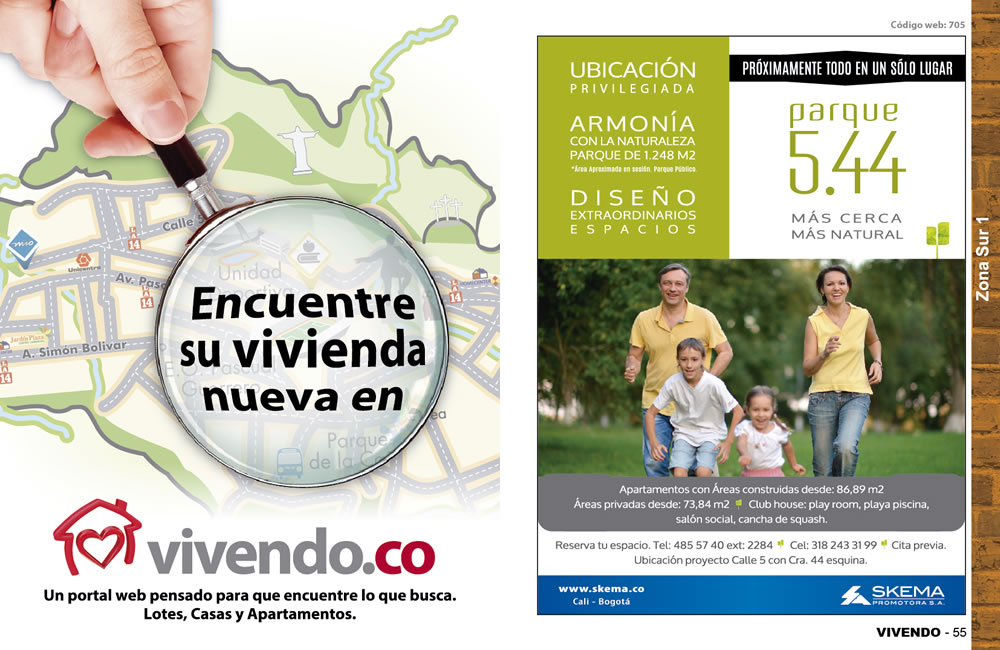 Calle 5
L
14
Unicentro
Av. Pasoa
Jardín Plaza
A. Simón Bolivar
L
14
Unidad
Deportiva
Encuentre
su vivienda
nueva en
Guerrero
Parque
de la Caña
vivendo.co
Un portal web pensado para que encuentre lo que busca.
Lotes, Casas y Apartamentos.
Código web: 705
UBICACIÓN
PRIVILEGIADA
ARMONÍA
CON LA NATURALEZA
PARQUE DE 1.248 M2
*Área Aproximada en sesión. Parque Público.
DISEÑO
EXTRAORDINARIOS
ESPACIOS
PRÓXIMAMENTE TODO EN UN SÓLO LUGAR
parque
5.44
MÁS CERCA
MÁS NATURAL
Apartamentos con Áreas construidas desde: 86,89 m2
Áreas privadas desde: 73,84 m2 Club house: play room, playa piscina,
salón social, cancha de squash.
Reserva tu espacio. Tel: 485 57 40 ext: 2284 Cel: 318 243 31 99 Cita previa.
Ubicación proyecto Calle 5 con Cra. 44 esquina.
www.skema.co
Cali - Bogotá
SKEMA
PROMOTORA S.A.
Zona Sur 1
VIVENDO - 55